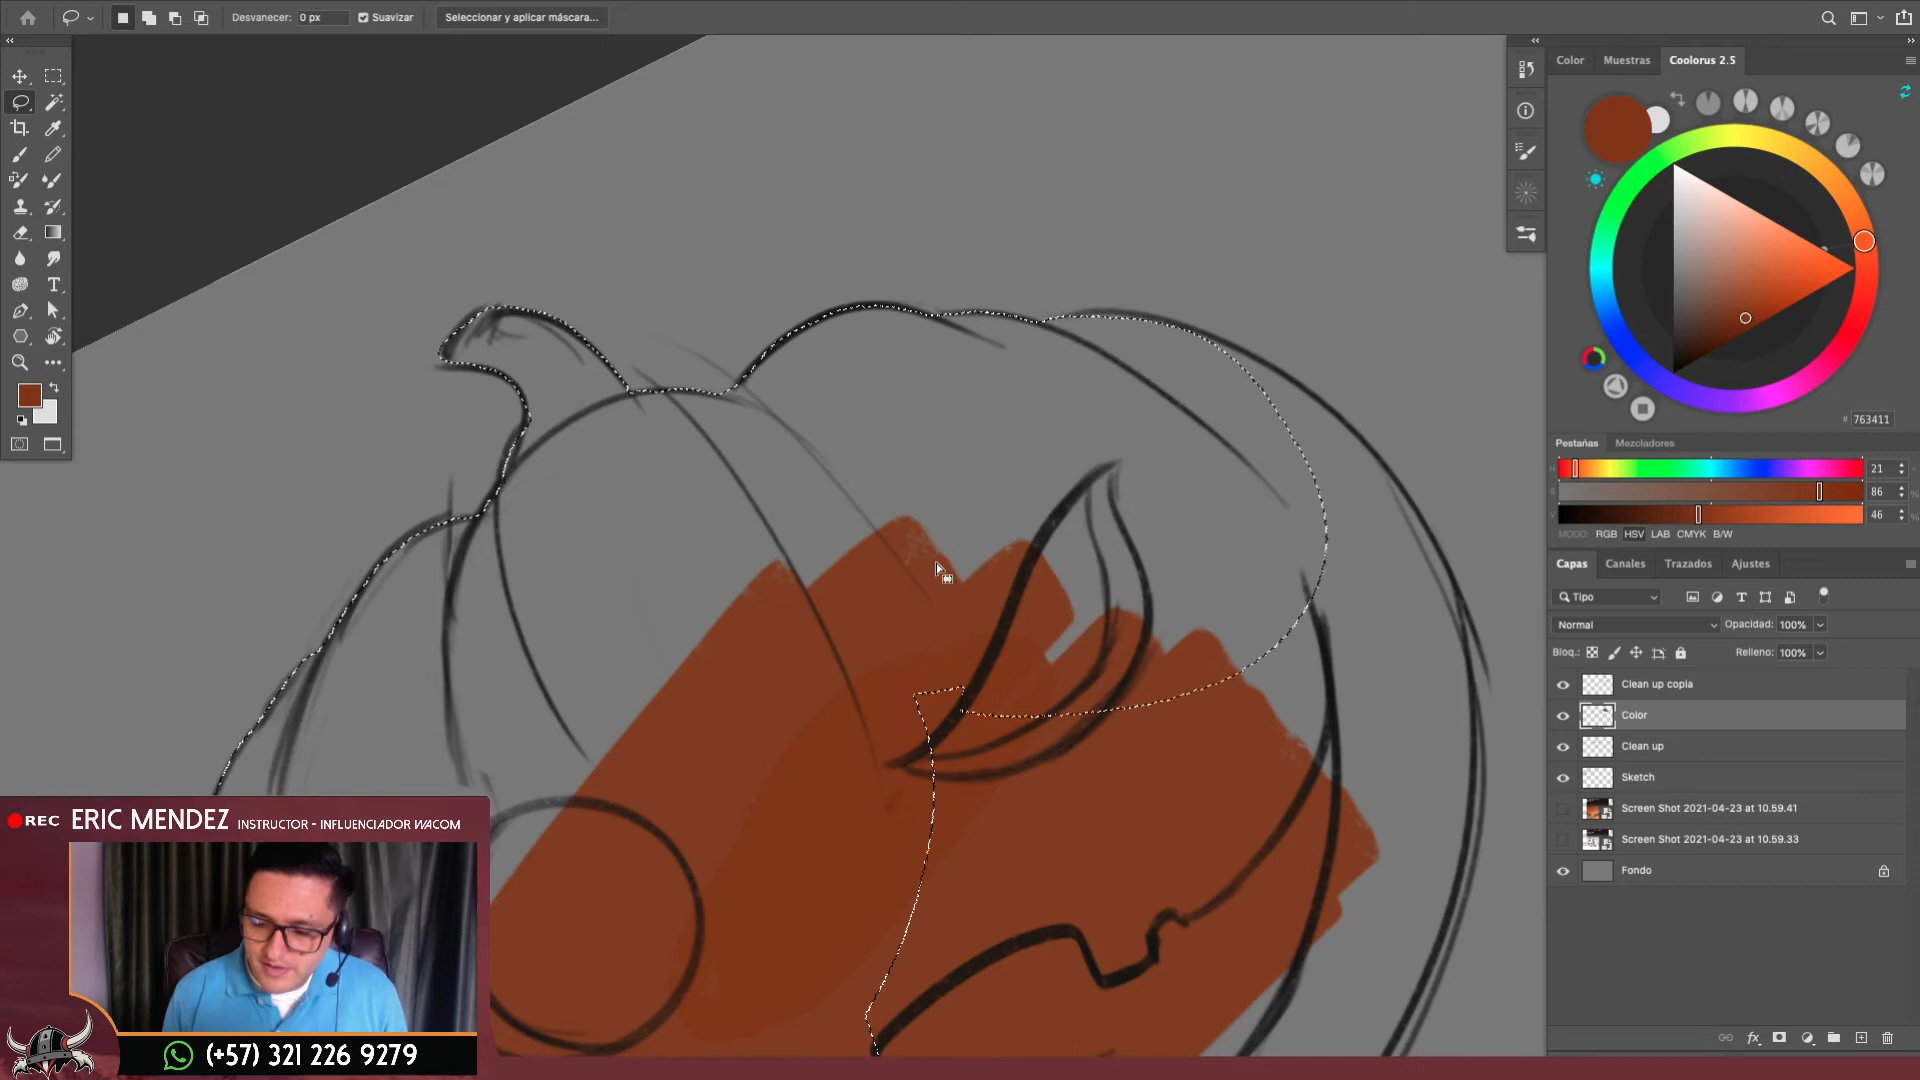 Desvanecer: 0 px Suavizar Seleccionar y aplicar máscara...
Color Muestras Coolorus 2.5
# 763411
Pestañas Mezcladores
H 21 °
S 86 %
V 46 %
MODO: RGB HSV LAB CMYK B/W
Capas Canales Trazados Ajustes
Tipo
Normal Opacidad: 100%
Bloq.: Relleno: 100%
Clean up copia
Color
Clean up
Sketch
Screen Shot 2021-04-23 at 10.59.41
Screen Shot 2021-04-23 at 10.59.33
Fondo
REC ERIC MENDEZ INSTRUCTOR - INFLUENCIADOR WACOM
(+57) 321 226 9279